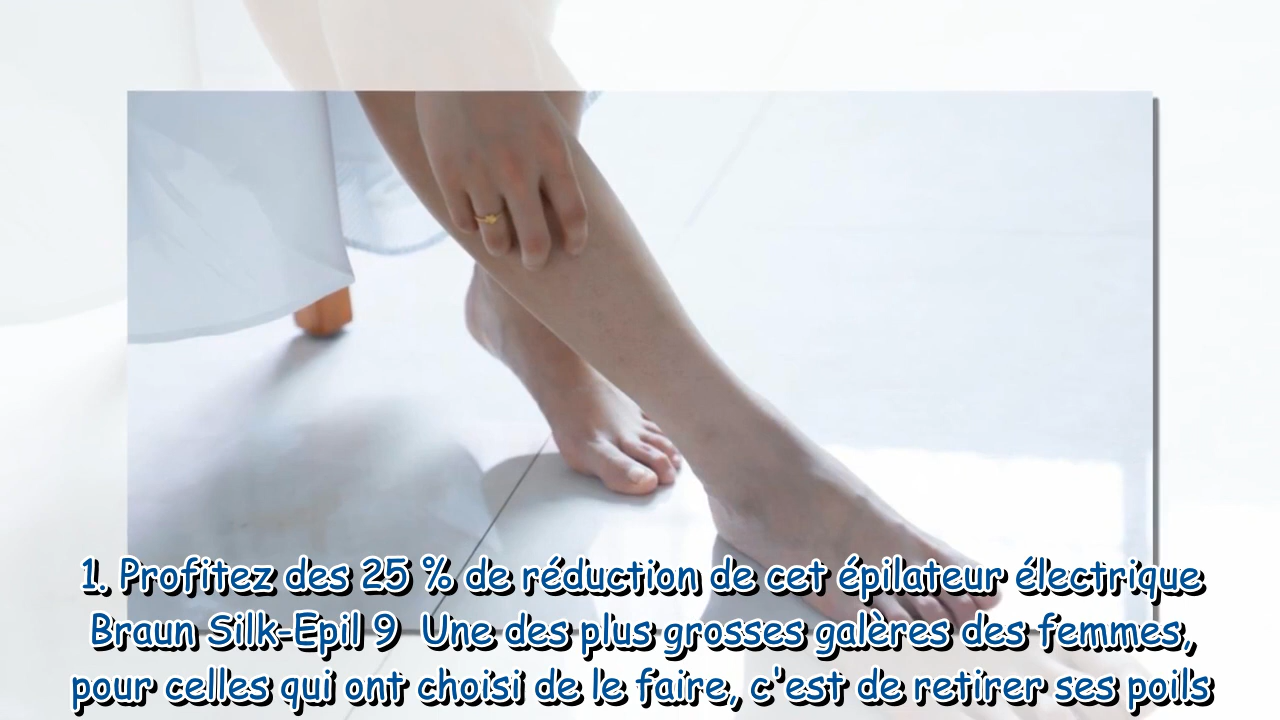 1. Profitez des 25 % de réduction de cet épilateur électrique
Braun Silk-Epil 9  Une des plus grosses galères des femmes,
pour celles qui ont choisi de le faire, c'est de retirer ses poils